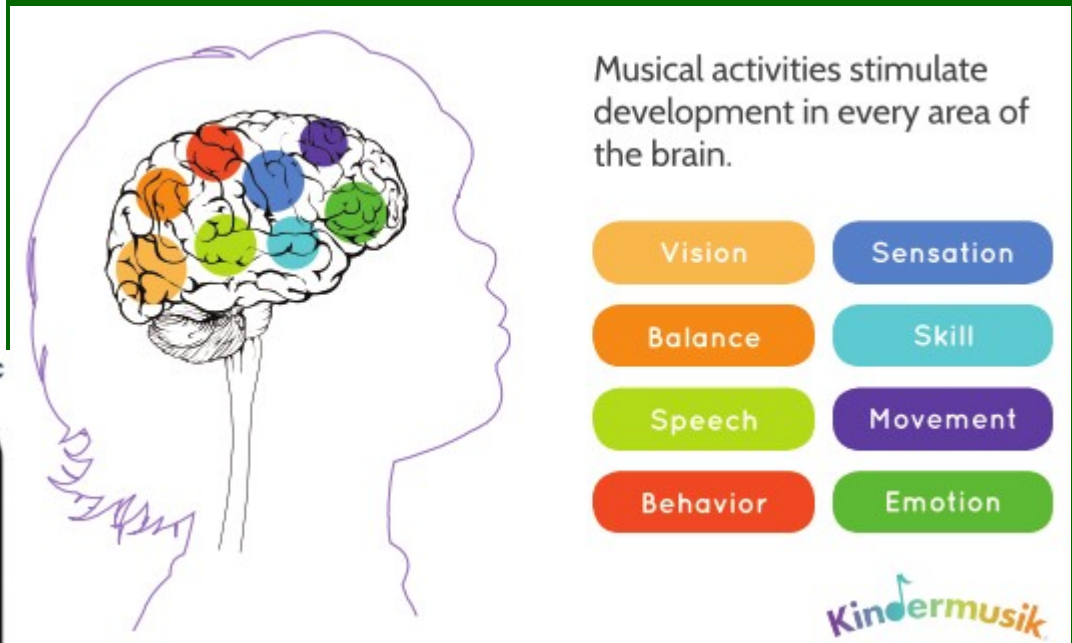 Musical activities stimulate
development in every area of
the brain.
Vision
Sensation
Balance
Skill
Speech
Movement
Behavior
Emotion
Kindermusik